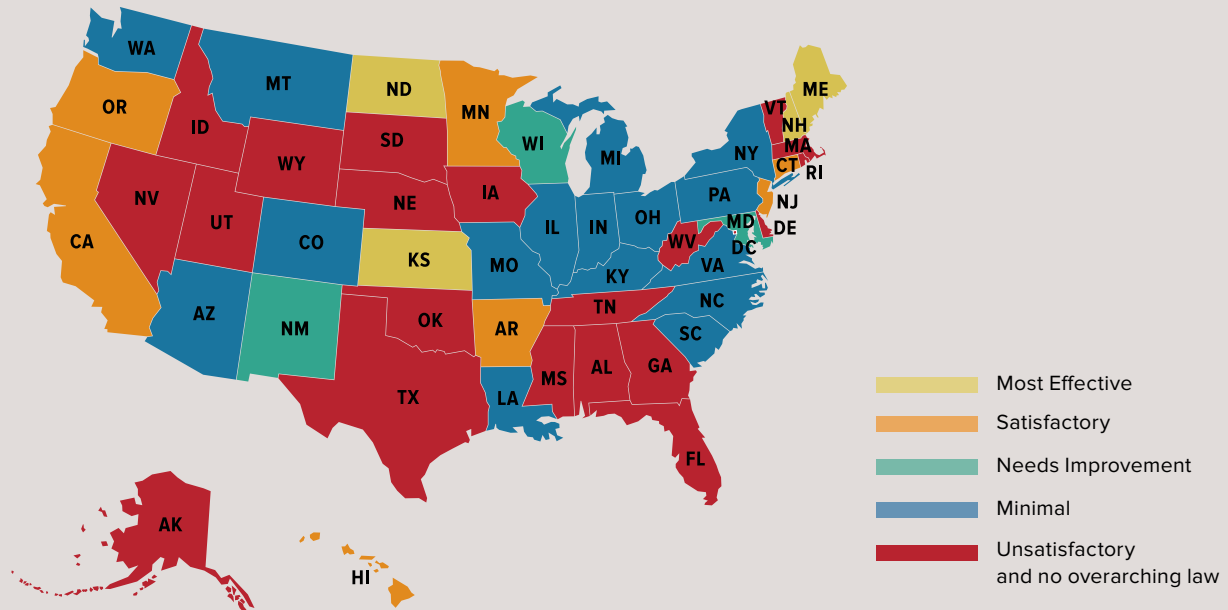 WA
MT
ND
MN
ME
VT
NH
OR
ID
SD
WI
MA
NY
MI
WY
CT
RI
IA
PA
NV
NE
NJ
UT
IL
IN
OH
MD
DE
CA
CO
WV
DC
KS
MO
VA
KY
AZ
NC
TN
NM
OK
AR
SC
MS
AL
GA
TX
LA
FL
AK
HI
Most Effective
Satisfactory
Needs Improvement
Minimal
Unsatisfactory
and no overarching law